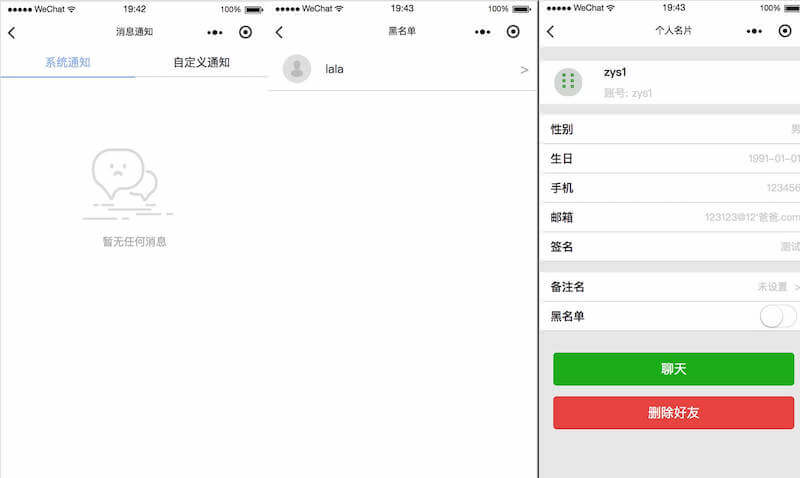 ●●●●● WeChat 19:42 100%
消息通知
系统通知 自定义通知
暂无任何消息
●●●●● WeChat 19:43 100%
黑名单
lala >
●●●●● WeChat 19:43 100%
个人名片
zys1
账号: zys1
性别 男
生日 1991-01-01
手机 123456
邮箱 123123@12''爸爸.com
签名 测试
备注名 未设置 >
黑名单
聊天
删除好友